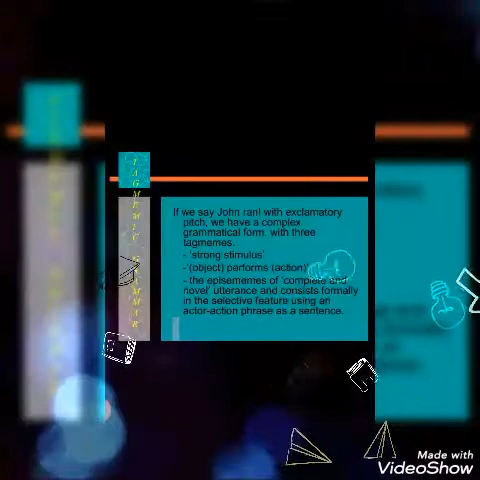 TAGMEMIC GRAMMAR
If we say John ran! with exclamatory
pitch, we have a complex
grammatical form, with three
tagmemes.
- 'strong stimulus'
-'(object) performs (action)'
- the episememes of 'complete and
novel' utterance and consists formally
in the selective feature using an
actor-action phrase as a sentence.
Made with
VideoShow